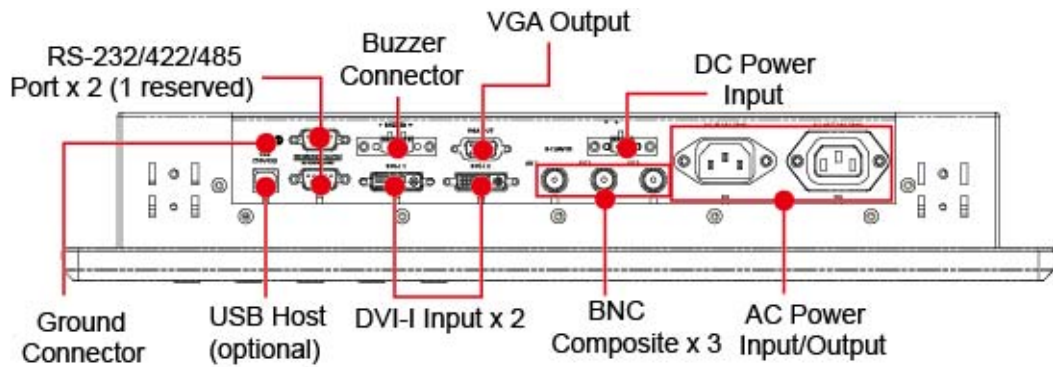 VGA Output
RS-232/422/485
Port x 2 (1 reserved)
Buzzer
Connector
DC Power
Input
Ground
Connector
USB Host
(optional)
DVI-I Input x 2
BNC
Composite x 3
AC Power
Input/Output